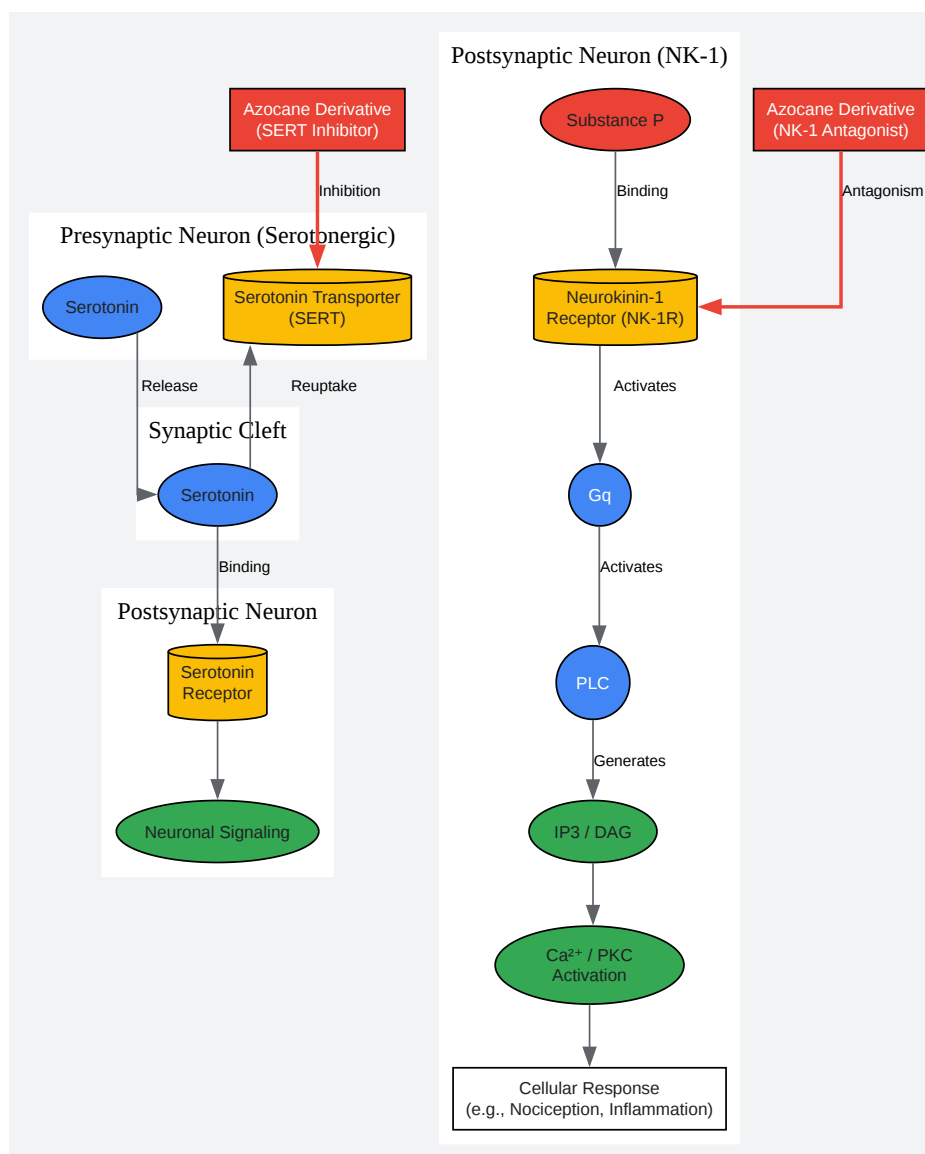 Azocane Derivative
(SERT Inhibitor)
Inhibition
Presynaptic Neuron (Serotonergic)
Serotonin
Serotonin Transporter
(SERT)
Release
Reuptake
Synaptic Cleft
Serotonin
Binding
Postsynaptic Neuron
Serotonin
Receptor
Neuronal Signaling
Postsynaptic Neuron (NK-1)
Substance P
Binding
Neurokinin-1
Receptor (NK-1R)
Activates
Gq
Activates
PLC
Generates
IP3 / DAG
Ca²⁺ / PKC
Activation
Cellular Response
(e.g., Nociception, Inflammation)
Azocane Derivative
(NK-1 Antagonist)
Antagonism